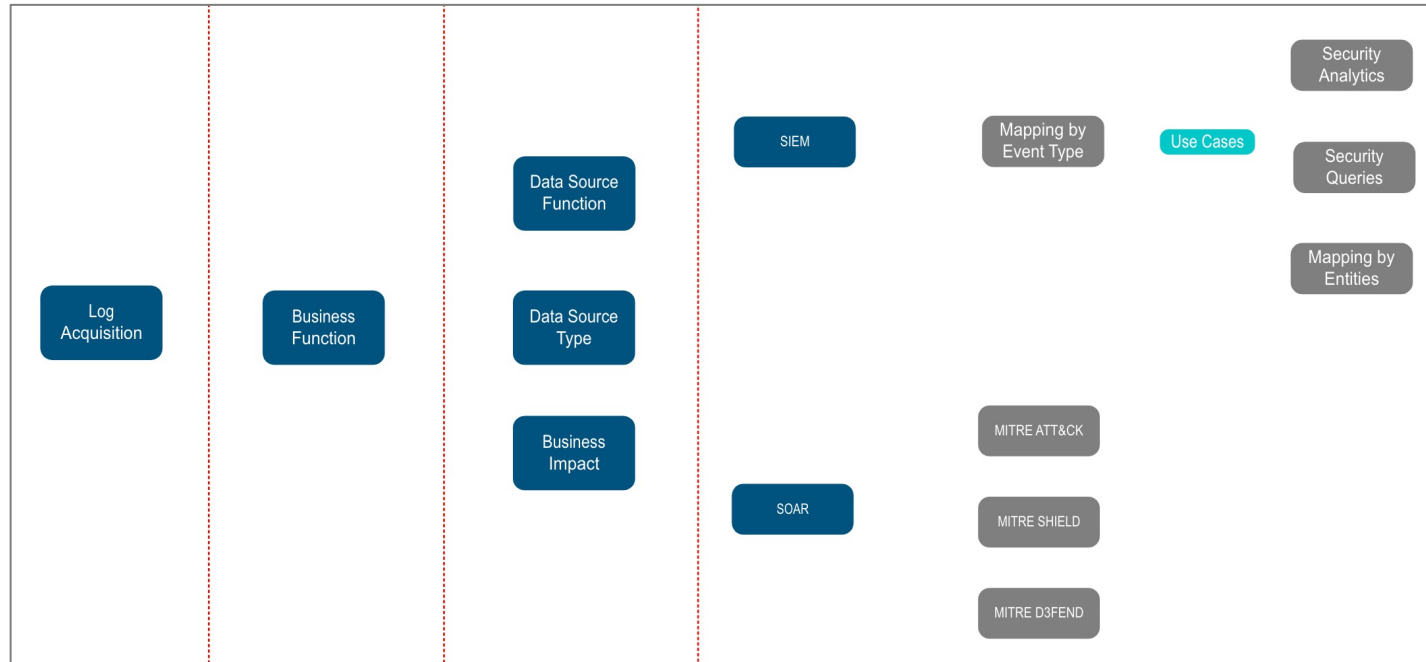 Log
Acquisition
Business
Function
Data Source
Function
Data Source
Type
Business
Impact
SIEM
SOAR
Mapping by
Event Type
Use Cases
Security
Analytics
Security
Queries
Mapping by
Entities
MITRE ATT&CK
MITRE SHIELD
MITRE D3FEND